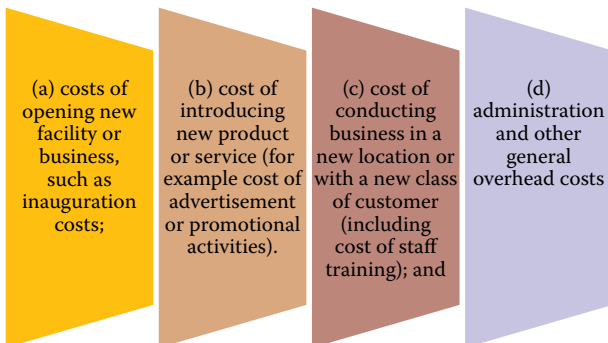 (a) costs of
opening new
facility or
business,
such as
inauguration
costs;
(b) cost of
introducing
new product
or service (for
example cost of
advertisement
or promotional
activities).
(c) cost of
conducting
business in a
new location or
with a new class
of customer
(including
cost of staff
training); and
(d)
administration
and other
general
overhead costs